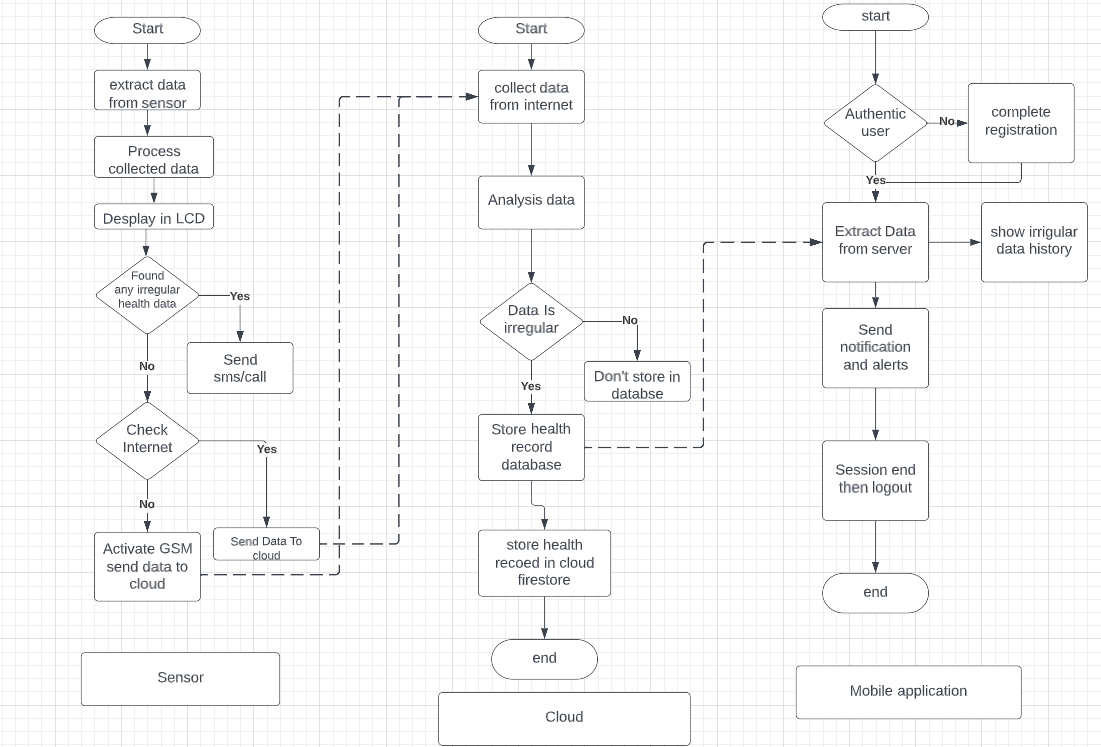 Start
extract data
from sensor
Process
collected data
Desplay in LCD
Found
any irregular
health data
Yes
Send
sms/call
No
Check
Internet
Yes
No
Activate GSM
send data to
cloud
Send Data To
cloud
Sensor
Start
collect data
from internet
Analysis data
Data Is
irregular
No
Don't store in
databse
Yes
Store health
record
database
store health
recoed in cloud
firestore
end
Cloud
start
Authentic
user
No
complete
registration
Yes
Extract Data
from server
show irrigular
data history
Send
notification
and alerts
Session end
then logout
end
Mobile application